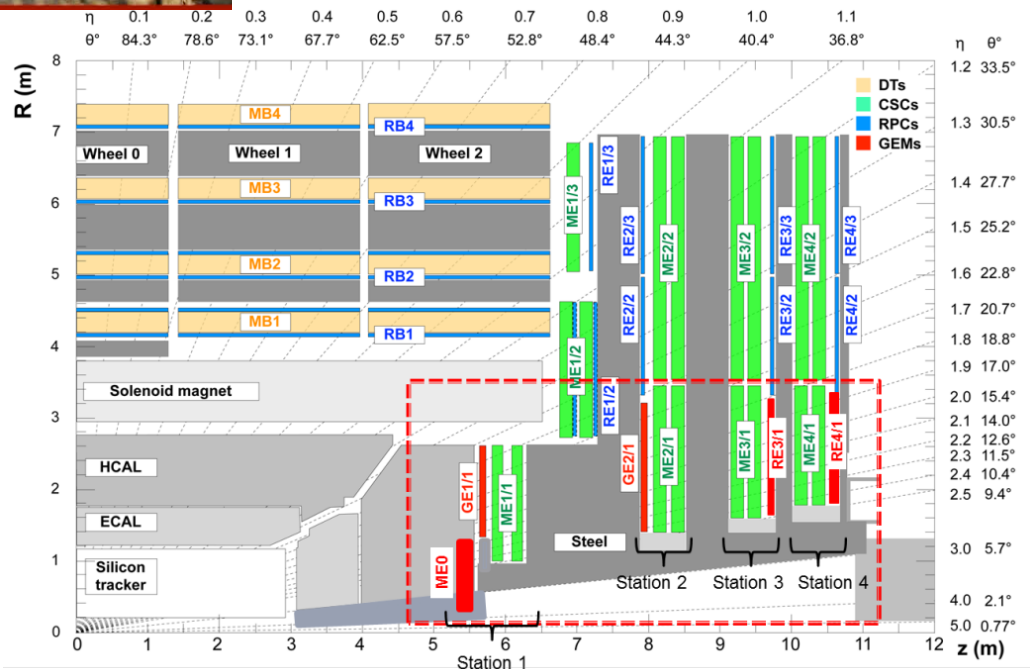 η 0.1 0.2 0.3 0.4 0.5 0.6 0.7 0.8 0.9 1.0 1.1
θ° 84.3° 78.6° 73.1° 67.7° 62.5° 57.5° 52.8° 48.4° 44.3° 40.4° 36.8°
η θ°
R (m)
8
7
6
5
4
3
2
1
0
1.2 33.5°
1.3 30.5°
1.4 27.7°
1.5 25.2°
1.6 22.8°
1.7 20.7°
1.8 18.8°
1.9 17.0°
2.0 15.4°
2.1 14.0°
2.2 12.6°
2.3 11.5°
2.4 10.4°
2.5 9.4°
3.0 5.7°
4.0 2.1°
5.0 0.77°
DTs
CSCs
RPCs
GEMs
MB4
RB4
Wheel 0
Wheel 1
Wheel 2
MB3
RB3
MB2
RB2
MB1
RB1
Solenoid magnet
HCAL
ECAL
Silicon
tracker
Steel
ME1/3
RE1/3
ME1/2
RE1/2
RE2/3
RE2/2
ME2/2
ME3/2
RE3/3
RE3/2
ME4/2
RE4/3
RE4/2
GE1/1
ME1/1
ME0
GE2/1
ME2/1
ME3/1
RE3/1
ME4/1
RE4/1
Station 2
Station 3
Station 4
Station 1
0 1 2 3 4 5 6 7 8 9 10 11 12
z (m)